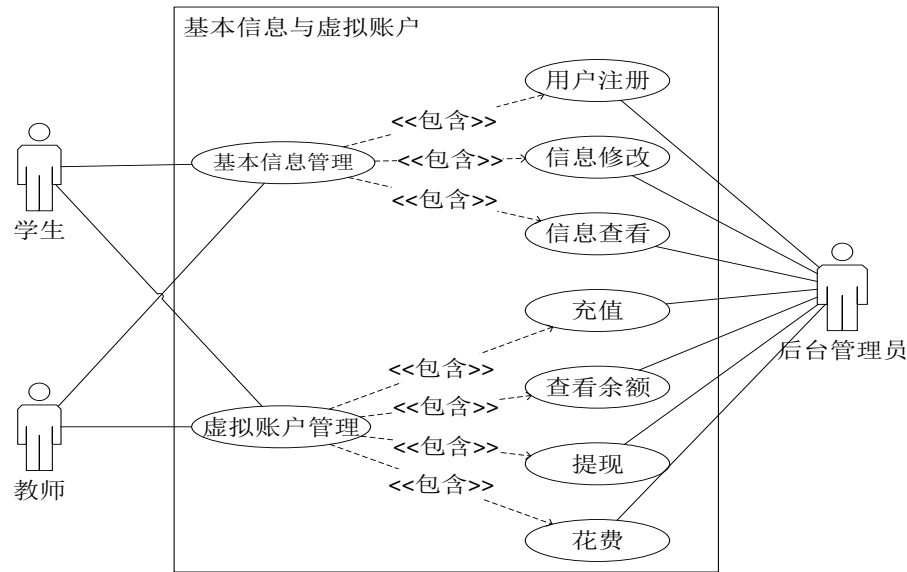 基本信息与虚拟账户
用户注册
<<包含>>
基本信息管理
<<包含>>
信息修改
<<包含>>
信息查看
学生
充值
后台管理员
<<包含>>
查看余额
<<包含>>
虚拟账户管理
<<包含>>
提现
<<包含>>
教师
花费